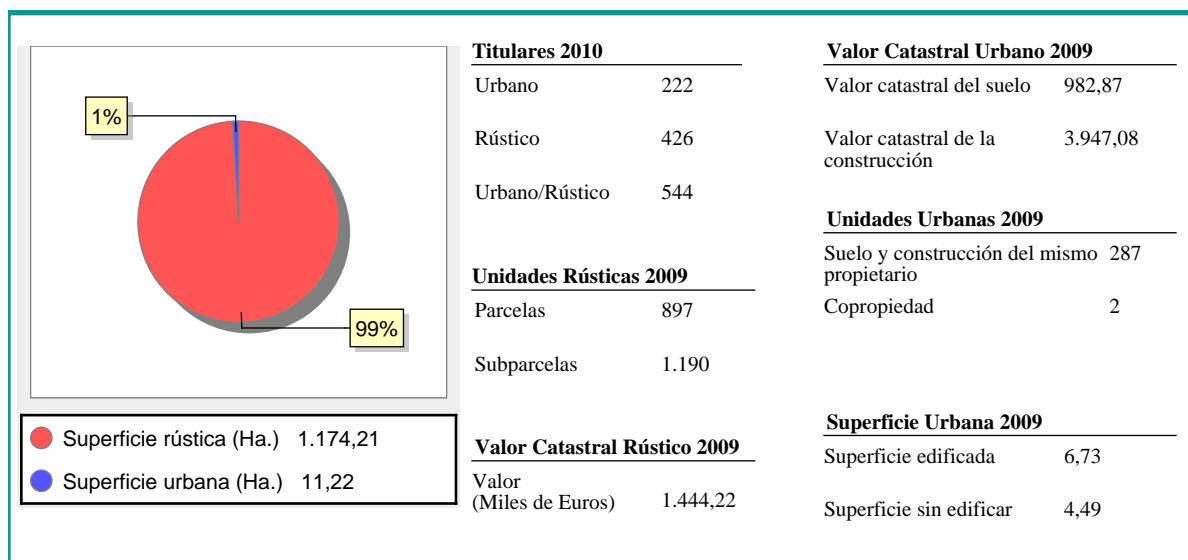 1%
99%
Superficie rústica (Ha.) 1.174,21
Superficie urbana (Ha.) 11,22
Titulares 2010
Urbano 222
Rústico 426
Urbano/Rústico 544
Unidades Rústicas 2009
Parcelas 897
Subparcelas 1.190
Valor Catastral Rústico 2009
Valor
(Miles de Euros) 1.444,22
Valor Catastral Urbano 2009
Valor catastral del suelo 982,87
Valor catastral de la 3.947,08
construcción
Unidades Urbanas 2009
Suelo y construcción del mismo 287
propietario
Copropiedad 2
Superficie Urbana 2009
Superficie edificada 6,73
Superficie sin edificar 4,49